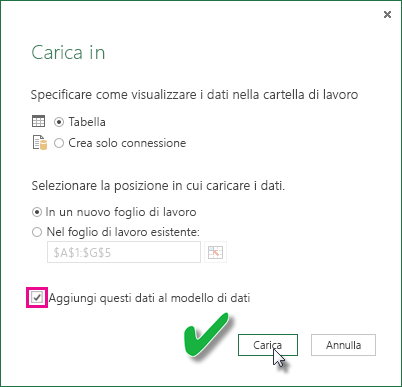 Carica in
Specificare come visualizzare i dati nella cartella di lavoro
Tabella
Crea solo connessione
Selezionare la posizione in cui caricare i dati.
In un nuovo foglio di lavoro
Nel foglio di lavoro esistente:
$A$1:$G$5
Aggiungi questi dati al modello di dati
Carica Annulla